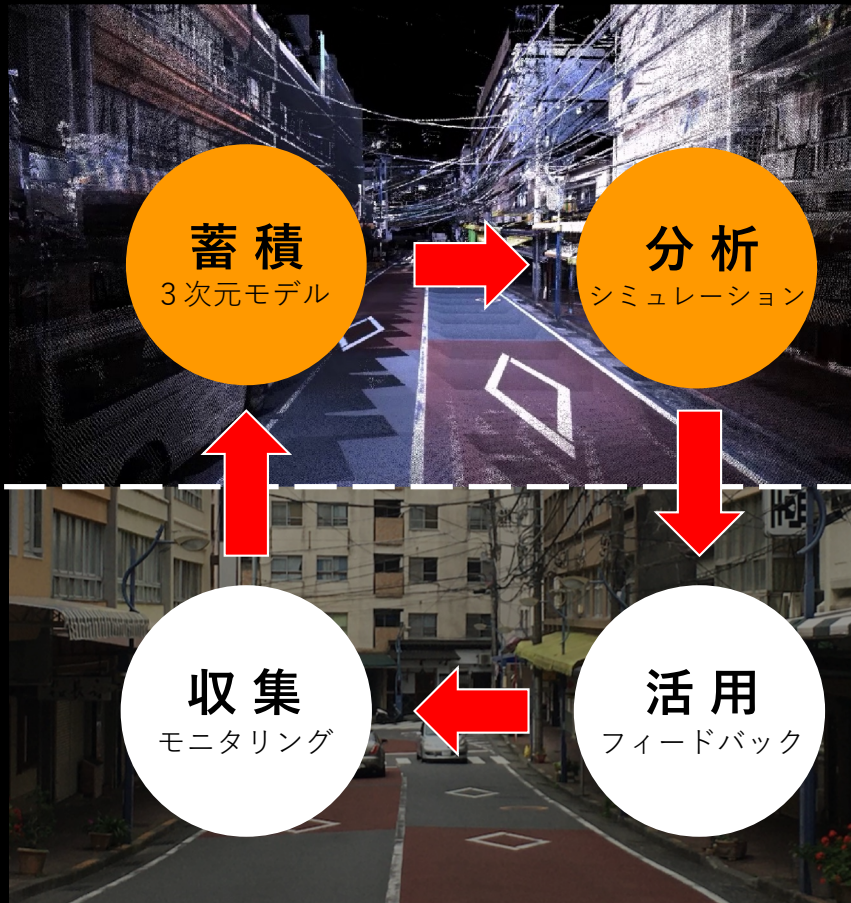 蓄積
３次元モデル
分析
シミュレーション
収集
モニタリング
活用
フィードバック